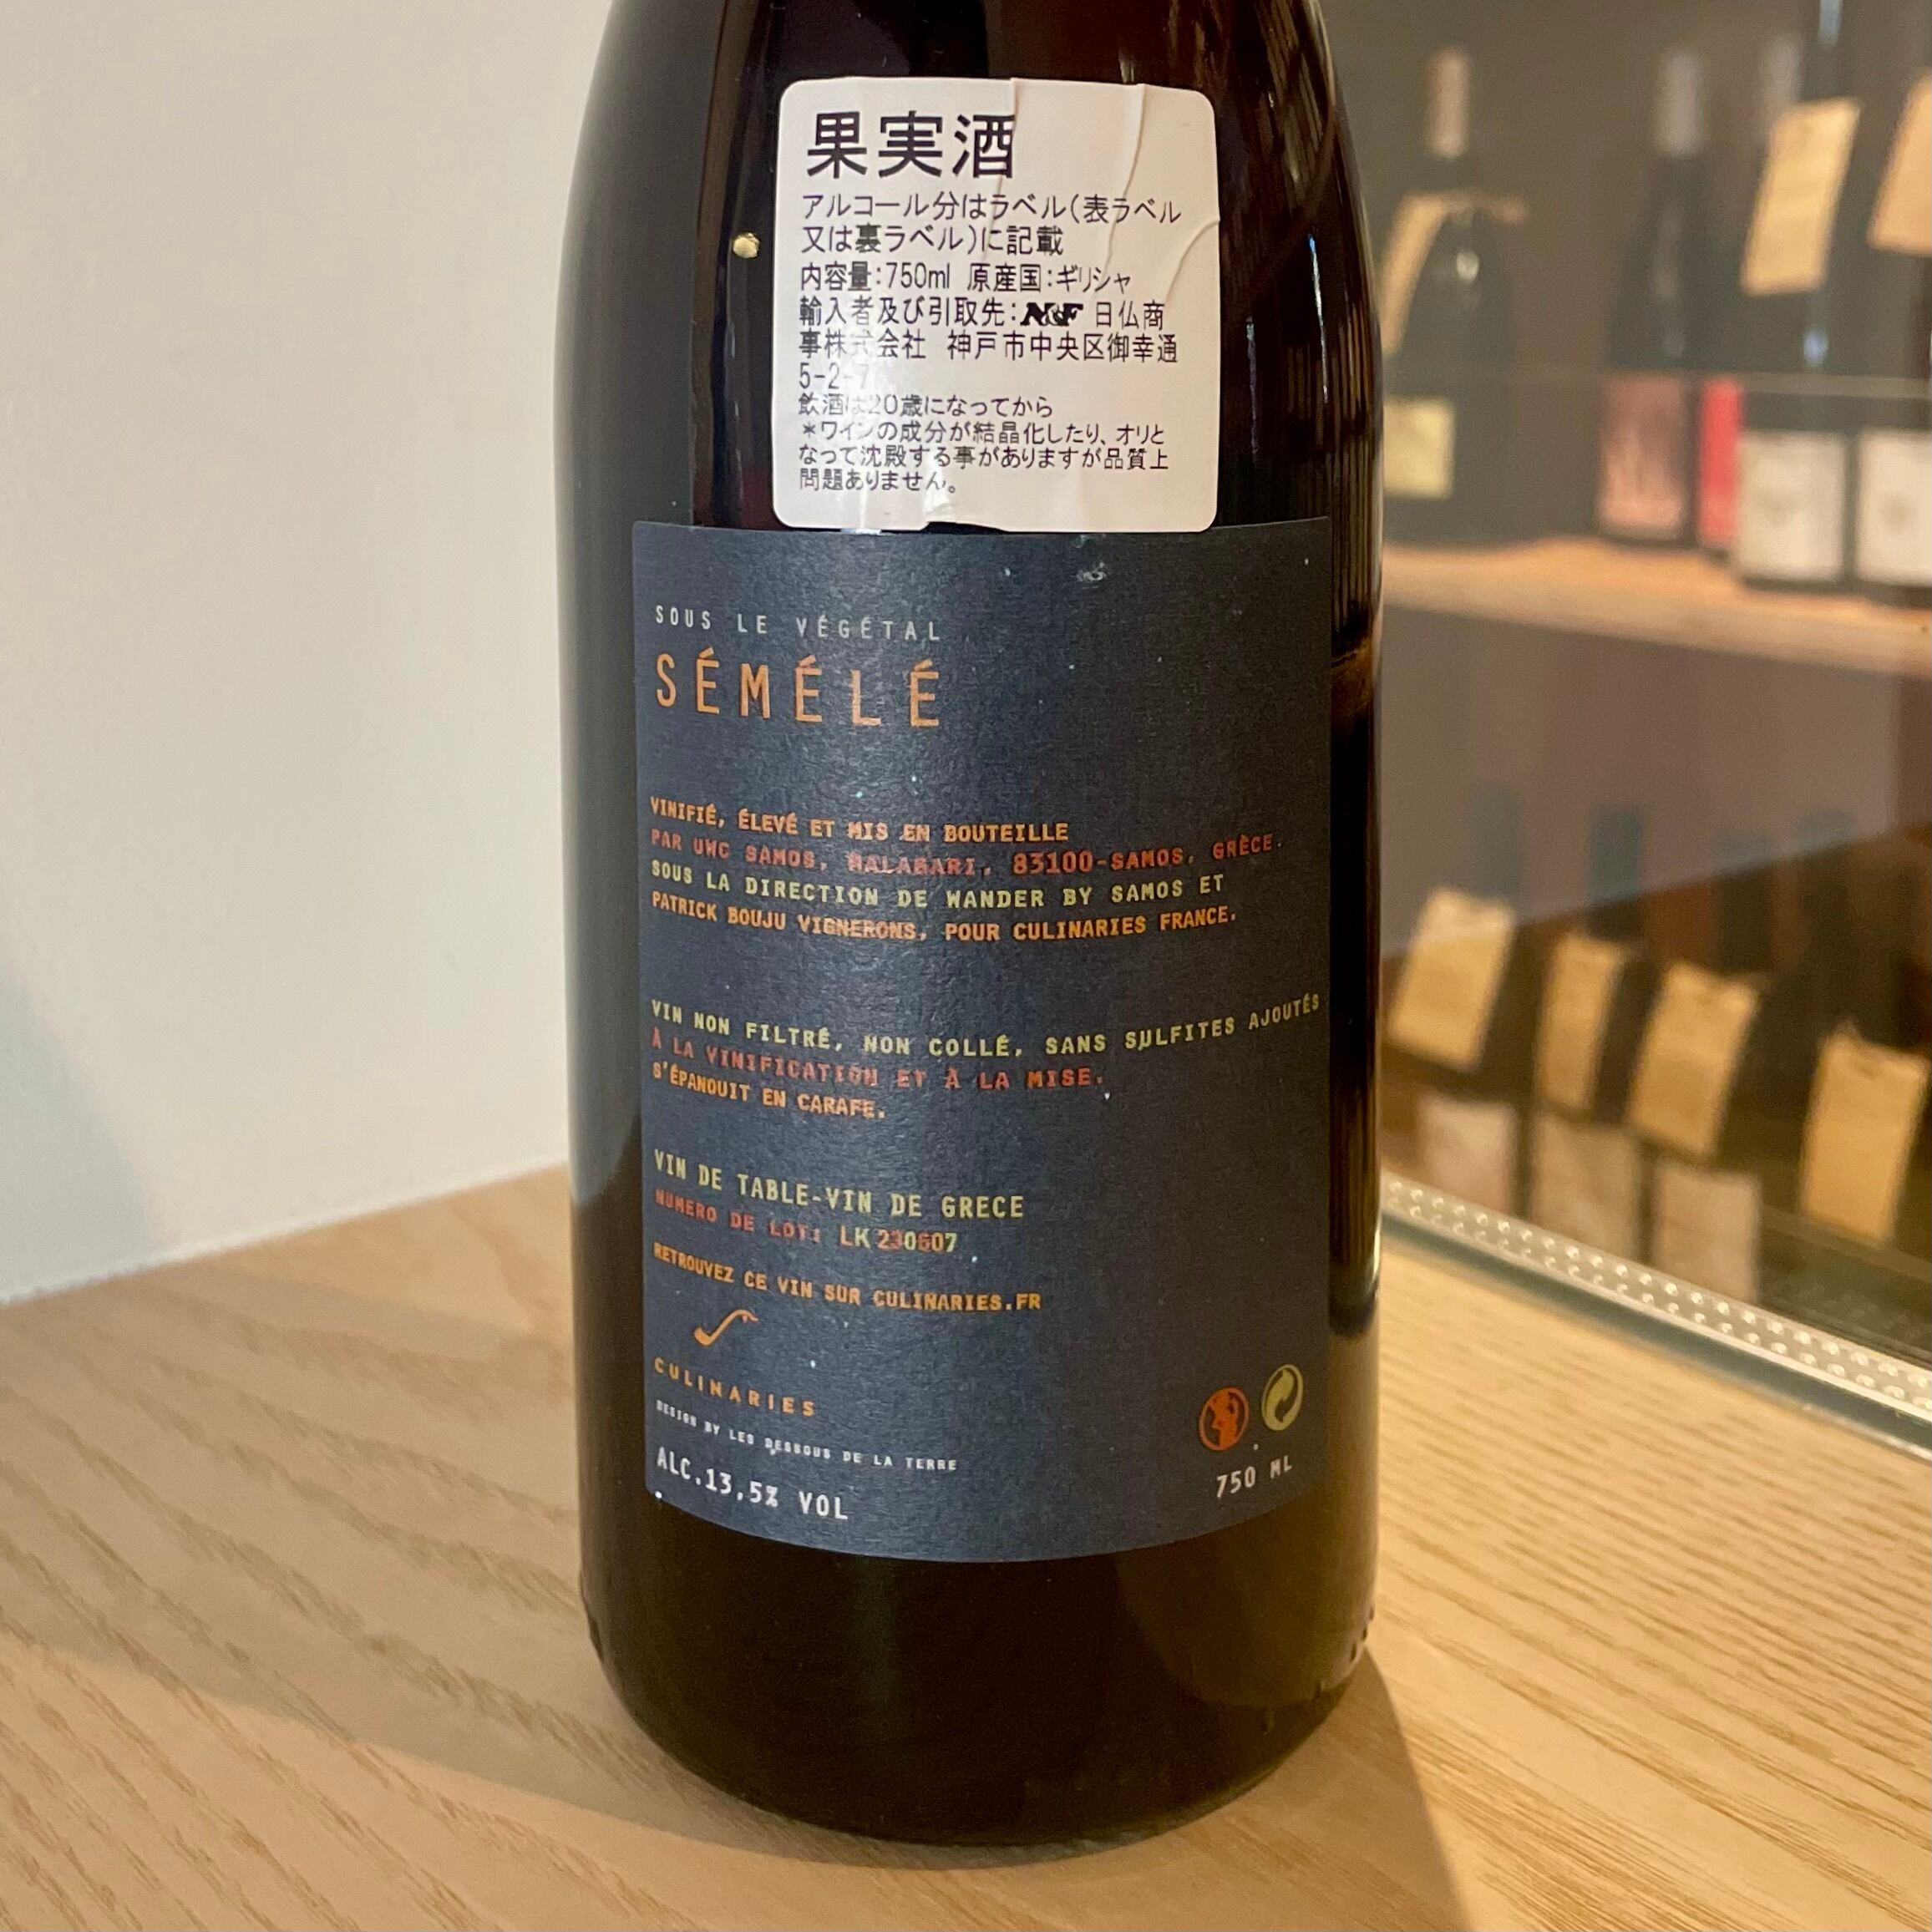 果実酒
アルコール分はラベル(表ラベル
又は裏ラベル)に記載
内容量:750ml 原産国:ギリシャ
輸入者及び引取先:N&F 日仏商
事株式会社 神戸市中央区御幸通
5-2-7
飲酒は20歳になってから
*ワインの成分が結晶化したり、オリと
なって沈殿する事がありますが品質上
問題ありません。
SOUS LE VÉGÉTAL
SÉMÉLÉ
VINIFIÉ, ÉLEVÉ ET MIS EN BOUTEILLE
PAR UWC SAMOS, MALAGARI, 83100-SAMOS, GRÈCE.
SOUS LA DIRECTION DE WANDER BY SAMOS ET
PATRICK BOUJU VIGNERONS, POUR CULINARIES FRANCE.
VIN NON FILTRÉ, NON COLLÉ, SANS SULFITES AJOUTÉS
À LA VINIFICATION ET À LA MISE.
S'ÉPANOUIT EN CARAFE.
VIN DE TABLE-VIN DE GRECE
NUMERO DE LOT: LK 230607
RETROUVEZ CE VIN SUR CULINARIES.FR
CULINARIES
DESIGN BY LES DESSOUS DE LA TERRE
ALC.13,5% VOL
750 ML